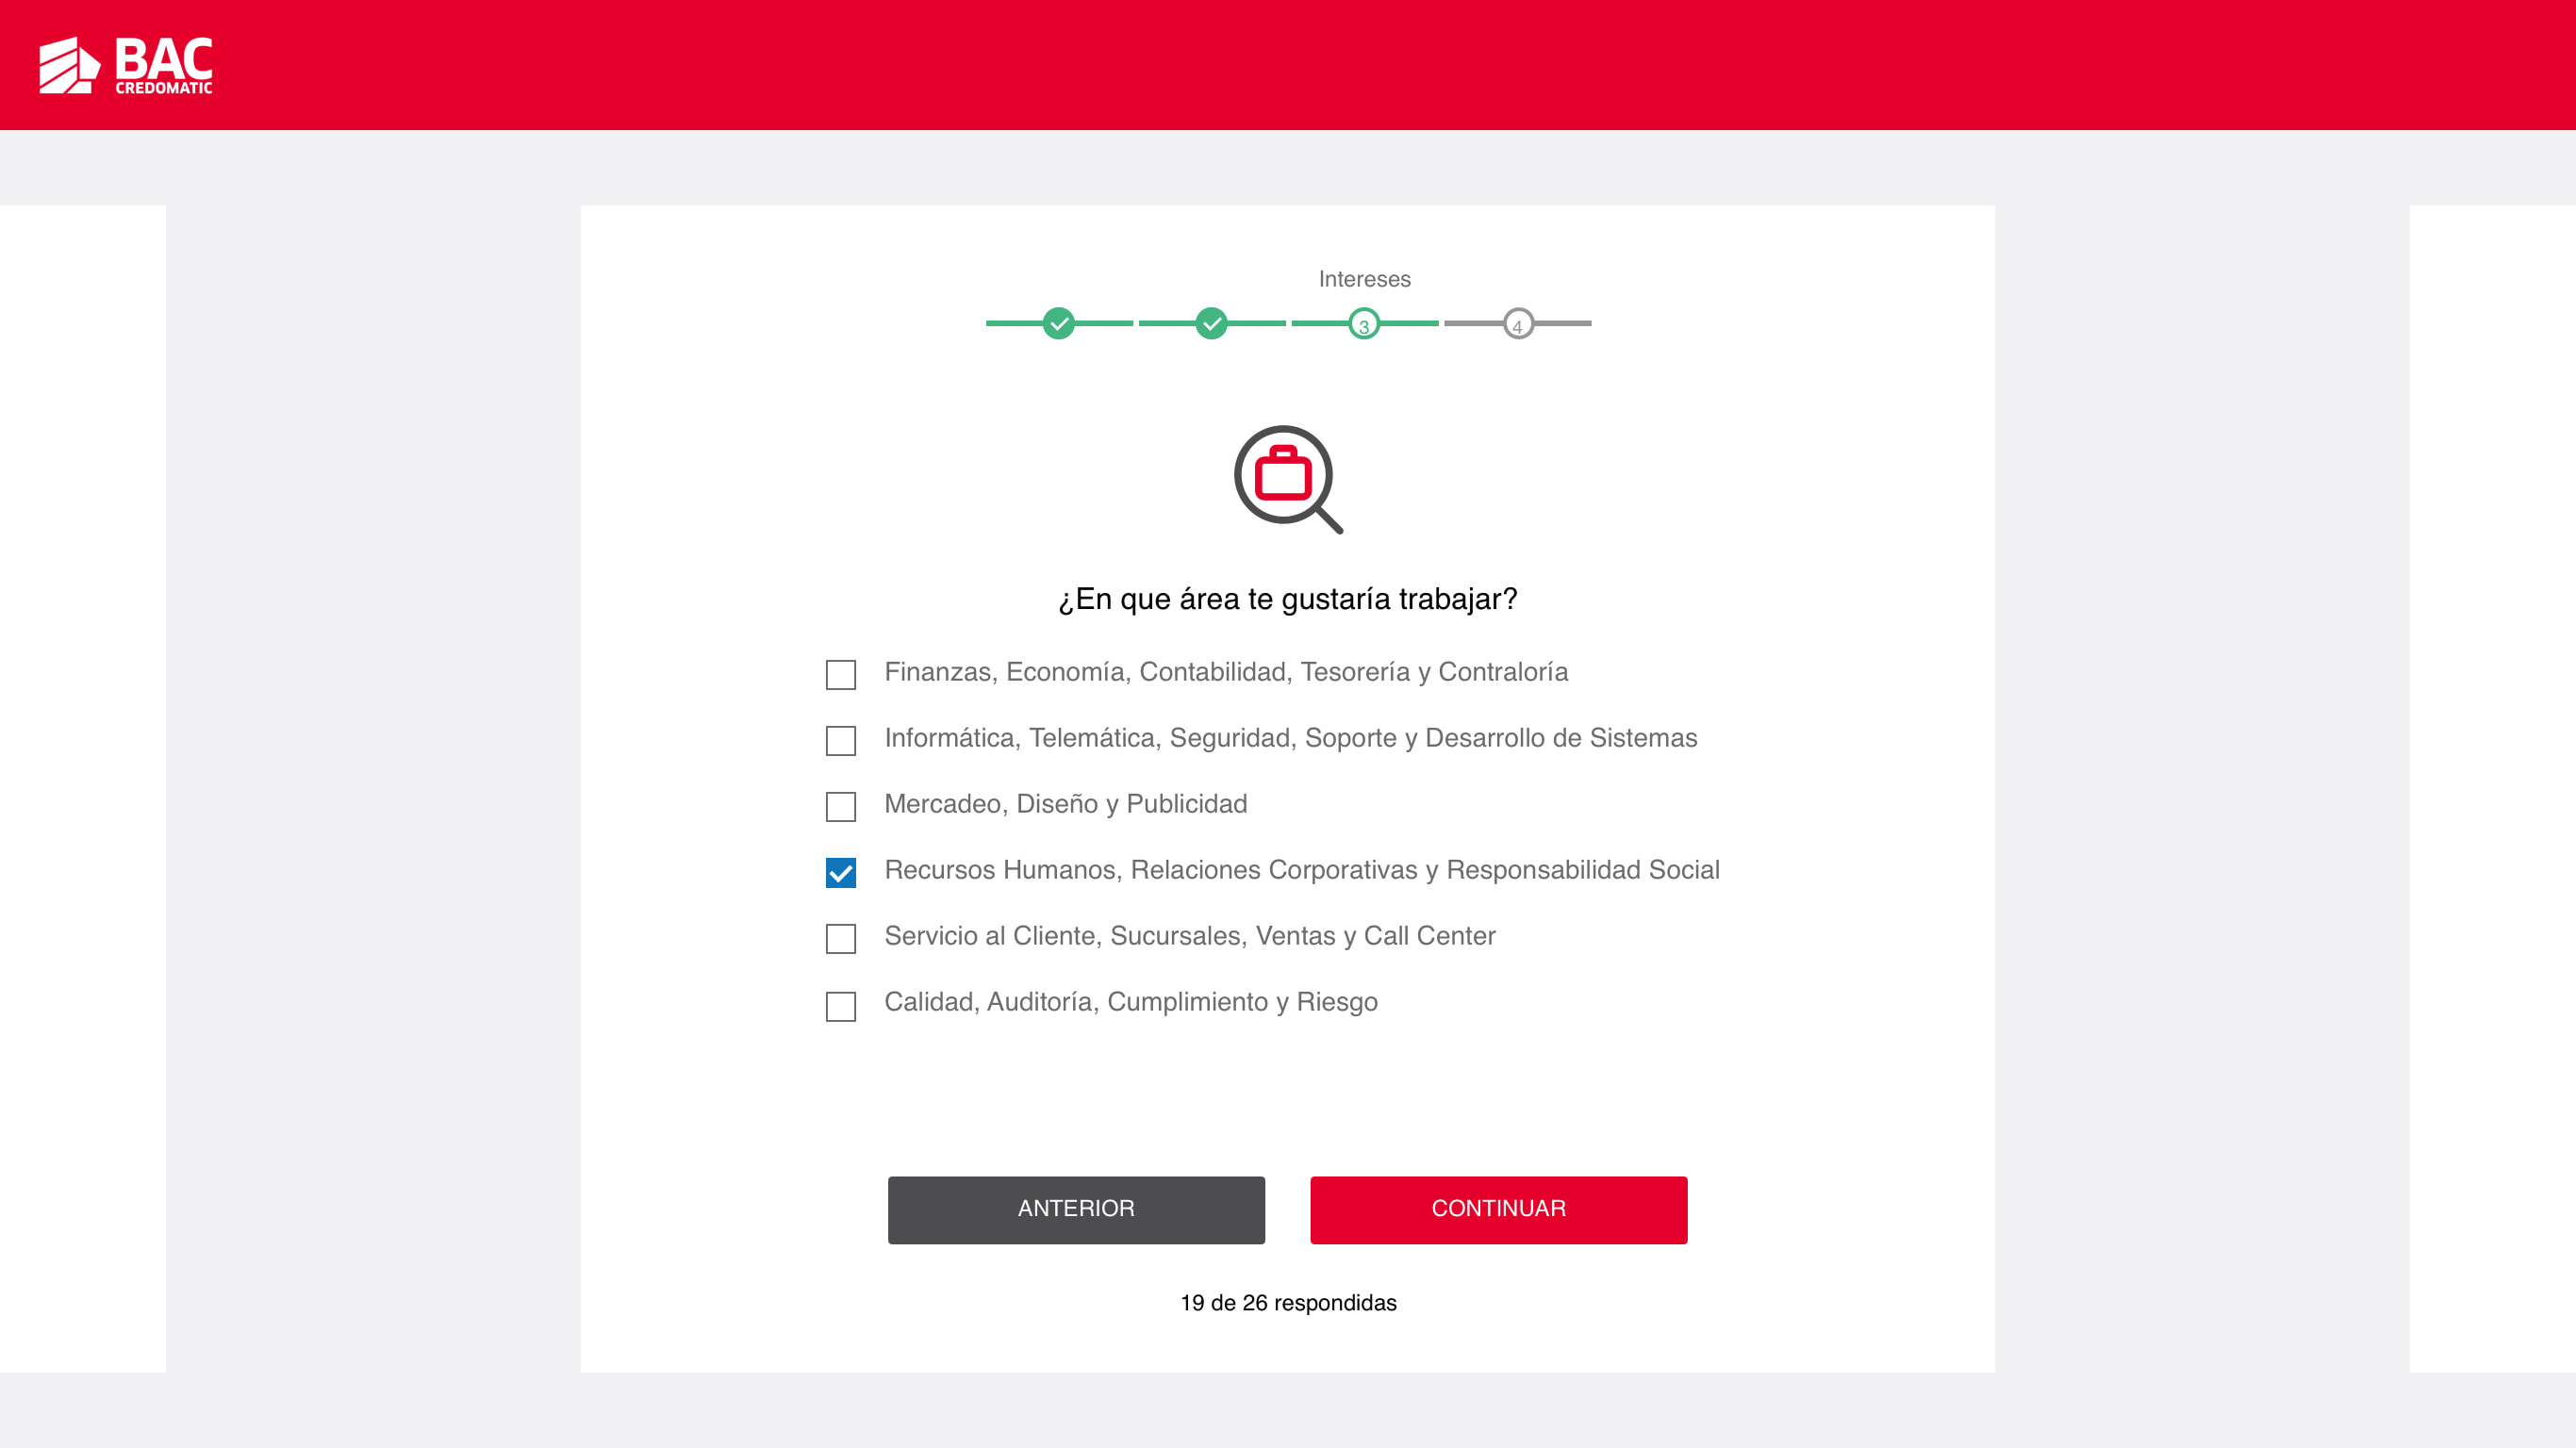 BAC
CREDOMATIC
Intereses
3
4
¿En que área te gustaría trabajar?
Finanzas, Economía, Contabilidad, Tesorería y Contraloría
Informática, Telemática, Seguridad, Soporte y Desarrollo de Sistemas
Mercadeo, Diseño y Publicidad
Recursos Humanos, Relaciones Corporativas y Responsabilidad Social
Servicio al Cliente, Sucursales, Ventas y Call Center
Calidad, Auditoría, Cumplimiento y Riesgo
ANTERIOR
CONTINUAR
19 de 26 respondidas